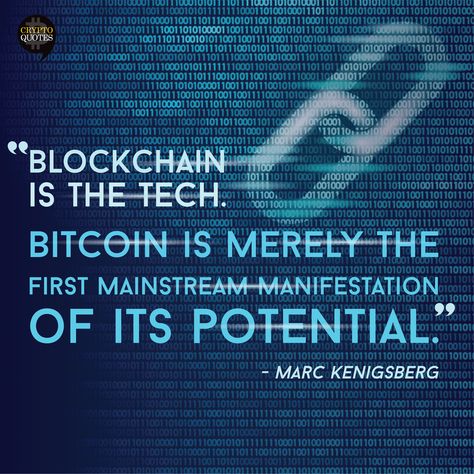 CRYPTO
QUOTES
“BLOCKCHAIN
IS THE TECH.
BITCOIN IS MERELY THE
FIRST MAINSTREAM MANIFESTATION
OF ITS POTENTIAL.”
- MARC KENIGSBERG